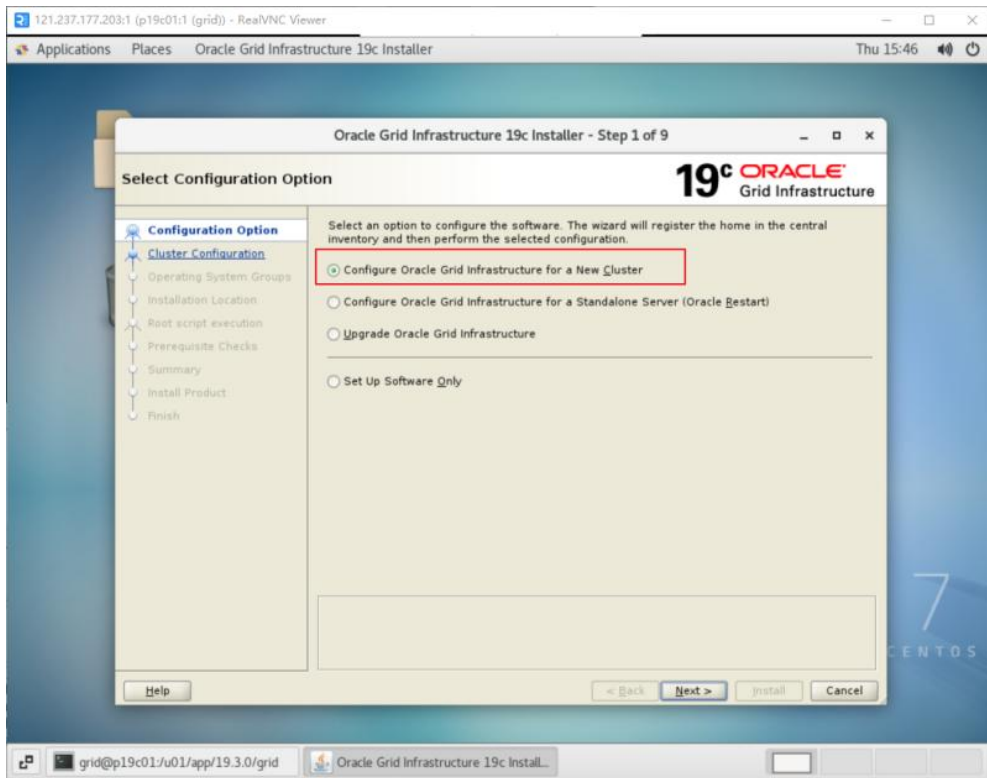 121.237.177.203:1 (p19c01:1 (grid)) - RealVNC Viewer
Applications Places Oracle Grid Infrastructure 19c Installer Thu 15:46
Oracle Grid Infrastructure 19c Installer - Step 1 of 9
Select Configuration Option
19c ORACLE
Grid Infrastructure
Configuration Option
Cluster Configuration
Operating System Groups
Installation Location
Root script execution
Prerequisite Checks
Summary
Install Product
Finish
Select an option to configure the software. The wizard will register the home in the central
inventory and then perform the selected configuration.
Configure Oracle Grid Infrastructure for a New Cluster
Configure Oracle Grid Infrastructure for a Standalone Server (Oracle Restart)
Upgrade Oracle Grid Infrastructure
Set Up Software Only
7
CENTOS
Help < Back Next > Install Cancel
grid@p19c01:/u01/app/19.3.0/grid Oracle Grid Infrastructure 19c Install...